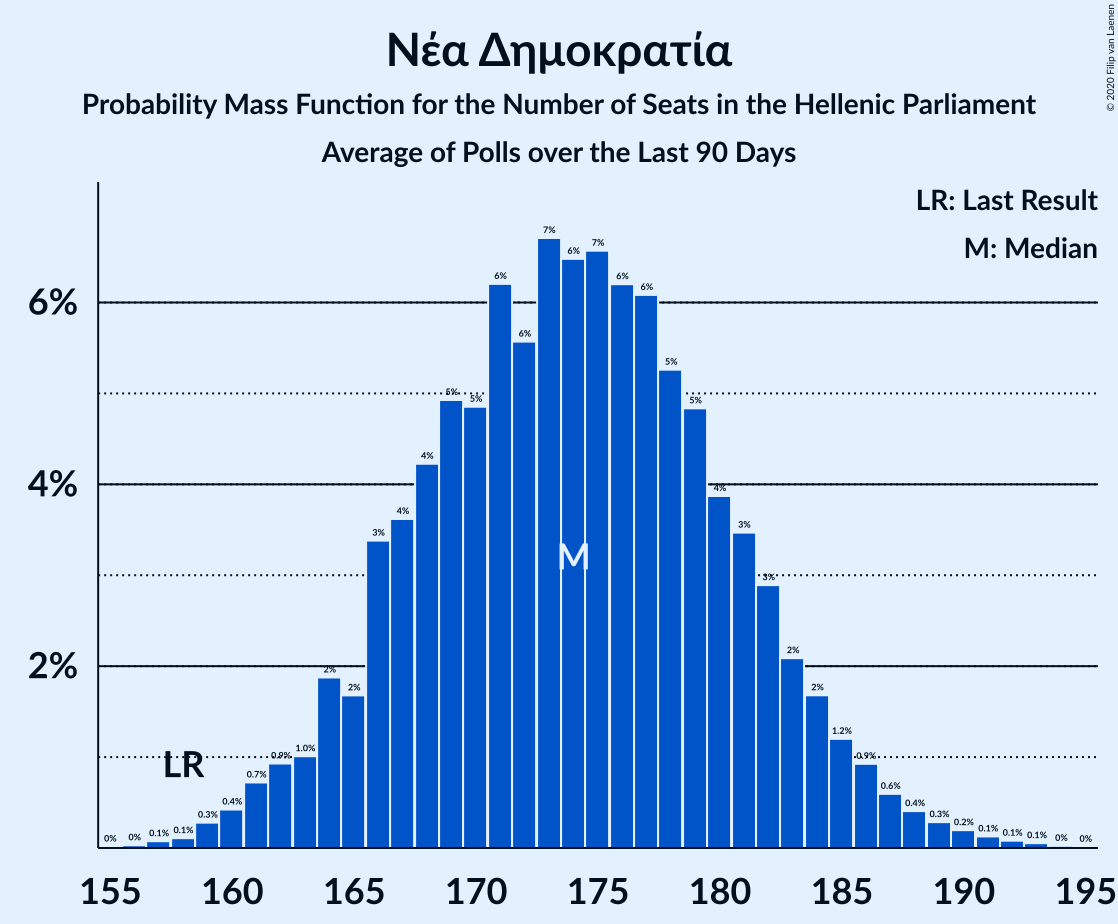 Νέα Δημοκρατία
Probability Mass Function for the Number of Seats in the Hellenic Parliament
Average of Polls over the Last 90 Days
© 2020 Filip van Laenen
LR: Last Result
M: Median
6%
4%
2%
0% 0% 0.1% 0.1% 0.3% 0.4% 0.7% 0.9% 1.0% 2% 2% 3% 4% 4% 5% 5% 6% 6% 7% 6% 7% 6% 6% 5% 5% 4% 3% 3% 2% 2% 1.2% 0.9% 0.6% 0.4% 0.3% 0.2% 0.1% 0.1% 0.1% 0% 0%
M
LR
155 160 165 170 175 180 185 190 195